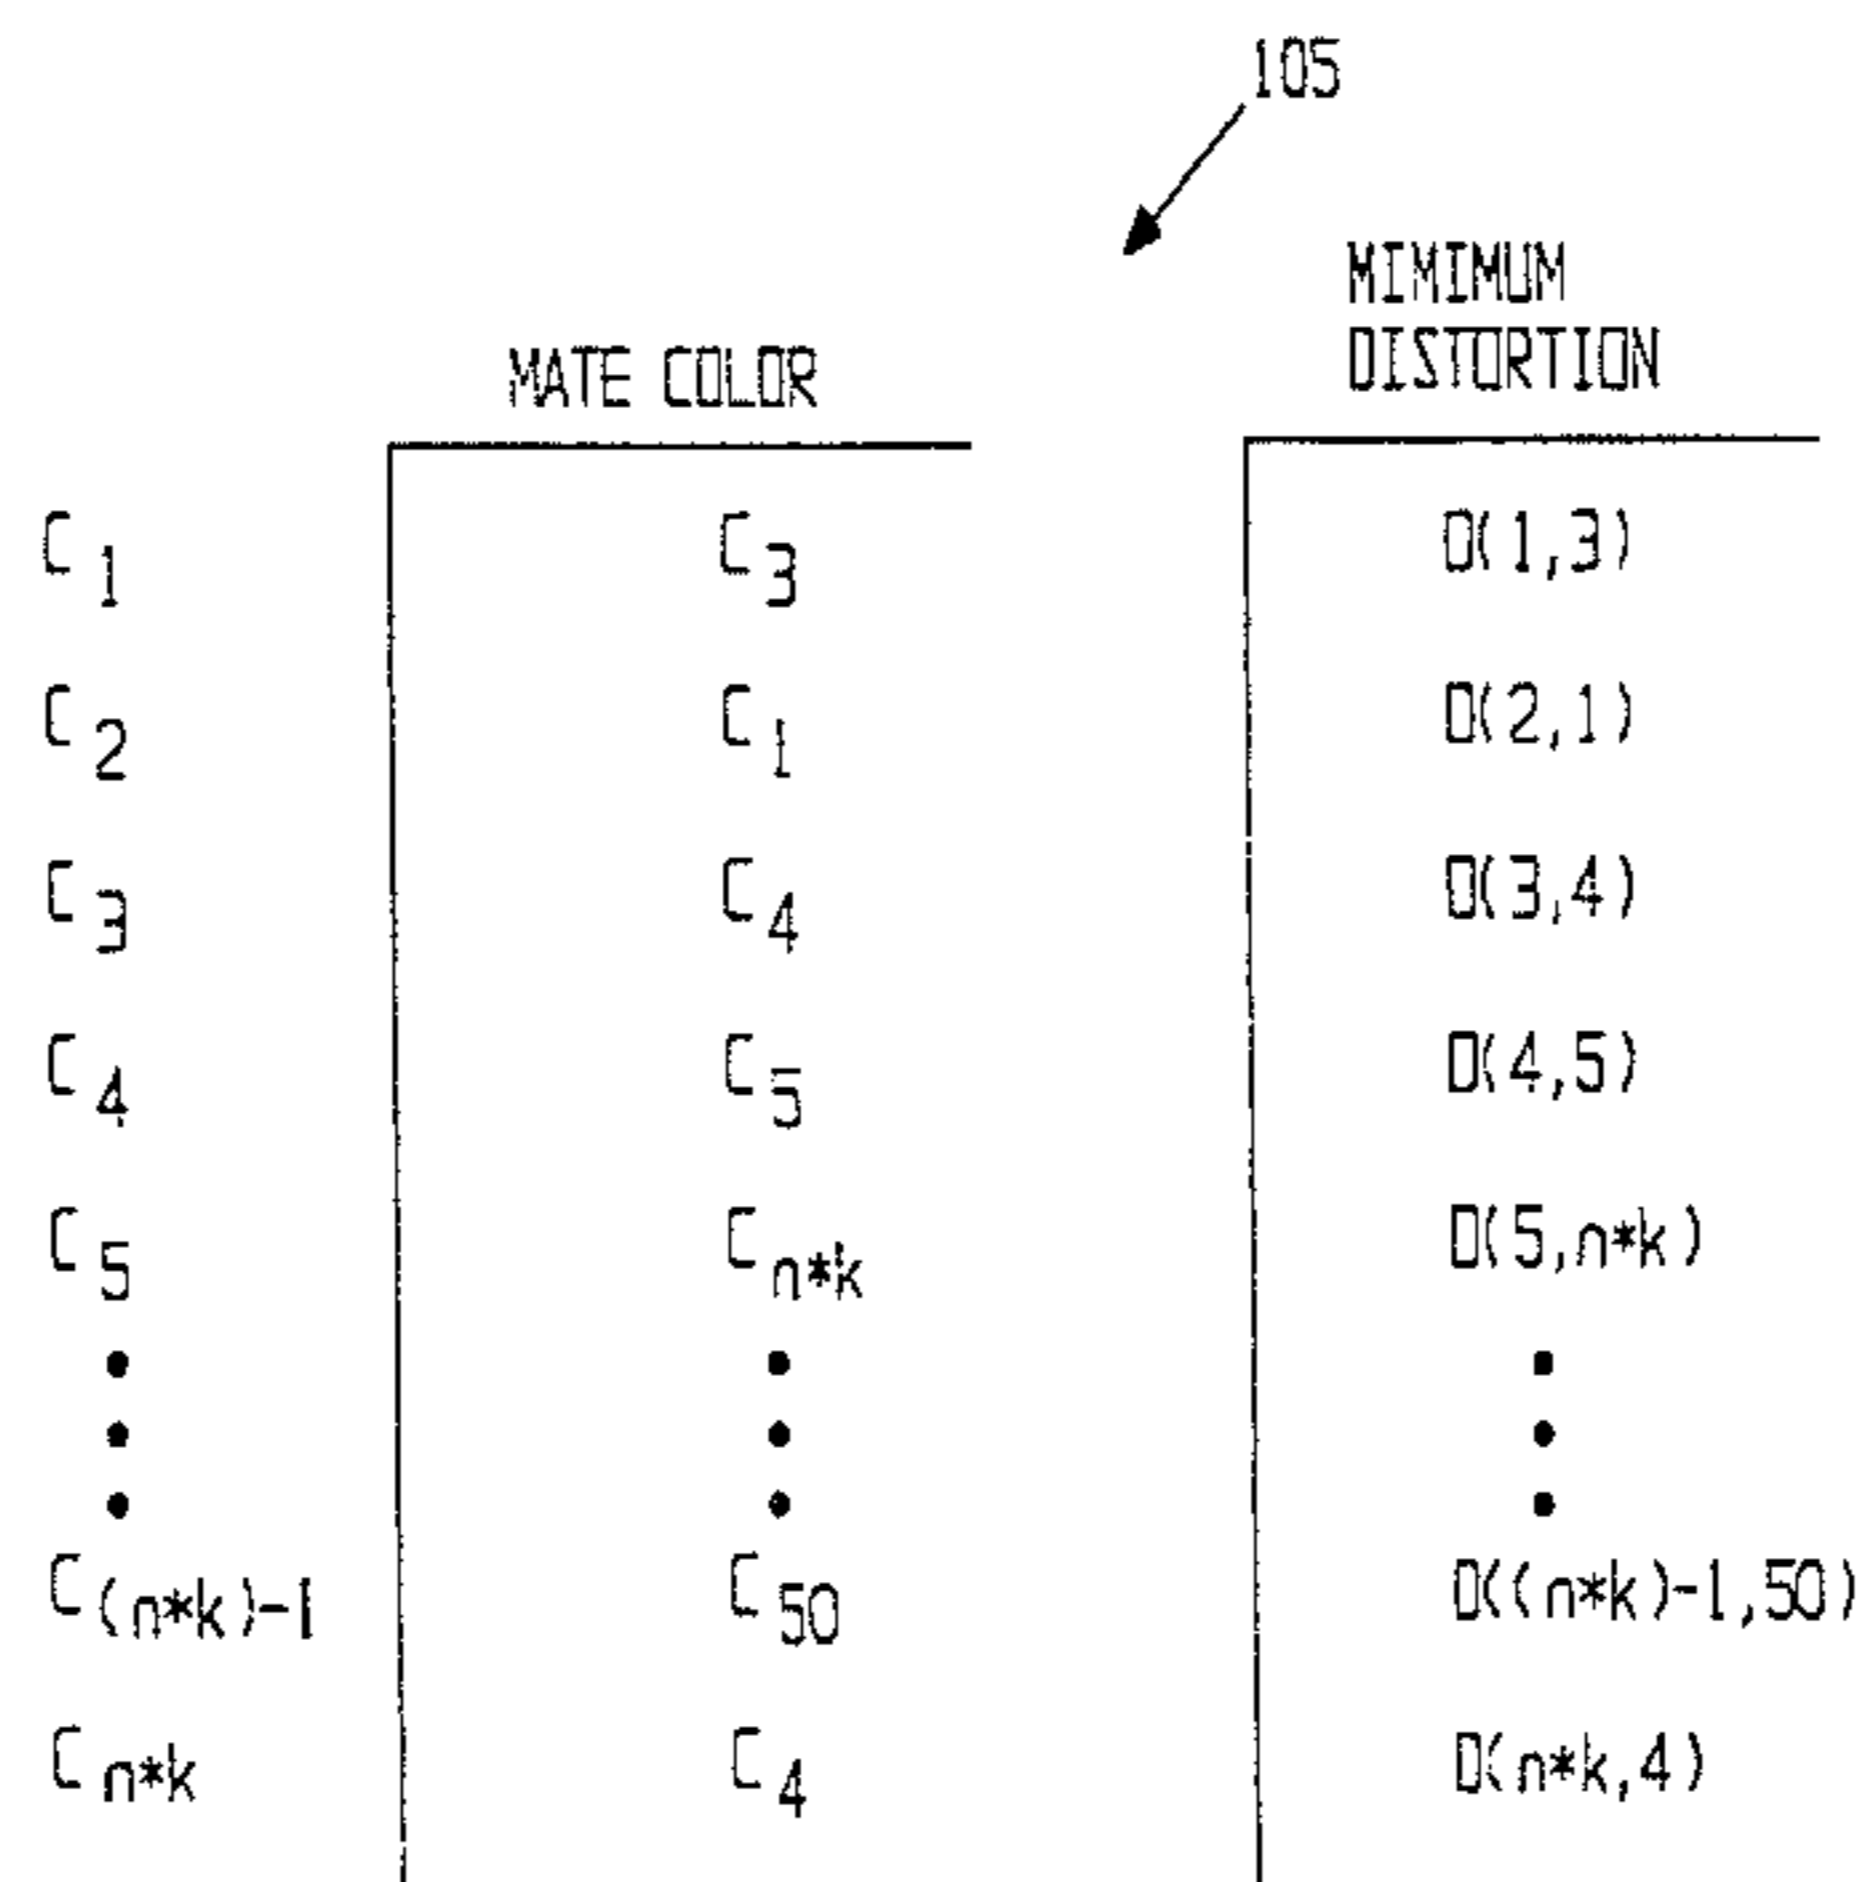 105
MIMIMUM
DISTORTION
MATE COLOR
C1 C3 D(1,3)
C2 C1 D(2,1)
C3 C4 D(3,4)
C4 C5 D(4,5)
C5 Cn*k D(5,n*k)
C(n*k)-1 C50 D((n*k)-1,50)
Cn*k C4 D(n*k,4)